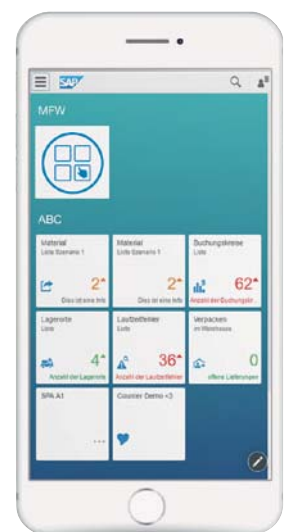 SAP
MFW
ABC
Material
Liste Szenario 1
2
Dies ist eine Info
Material
Liste Szenario 1
2
Dies ist eine Info
Buchungskreise
Liste
62
Anzahl der Buchungskr...
Lagerorte
Liste
4
Anzahl der Lagerorte
Laufzeitfehler
Liste
36
Anzahl der Laufzeitfehler
Verpacken
im Warehouse
0
offene Lieferungen
SPA A1
...
Counter Demo <3